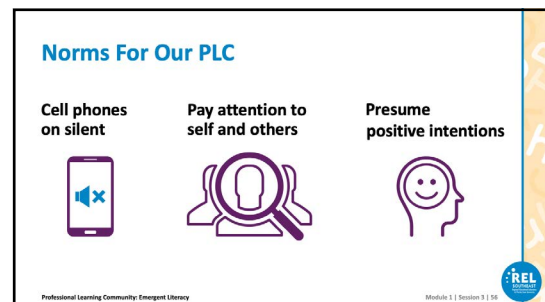 Norms For Our PLC
Cell phones
on silent
Pay attention to
self and others
Presume
positive intentions
Professional Learning Community: Emergent Literacy
Module 1 | Session 3 | 56
REL
SOUTHEAST